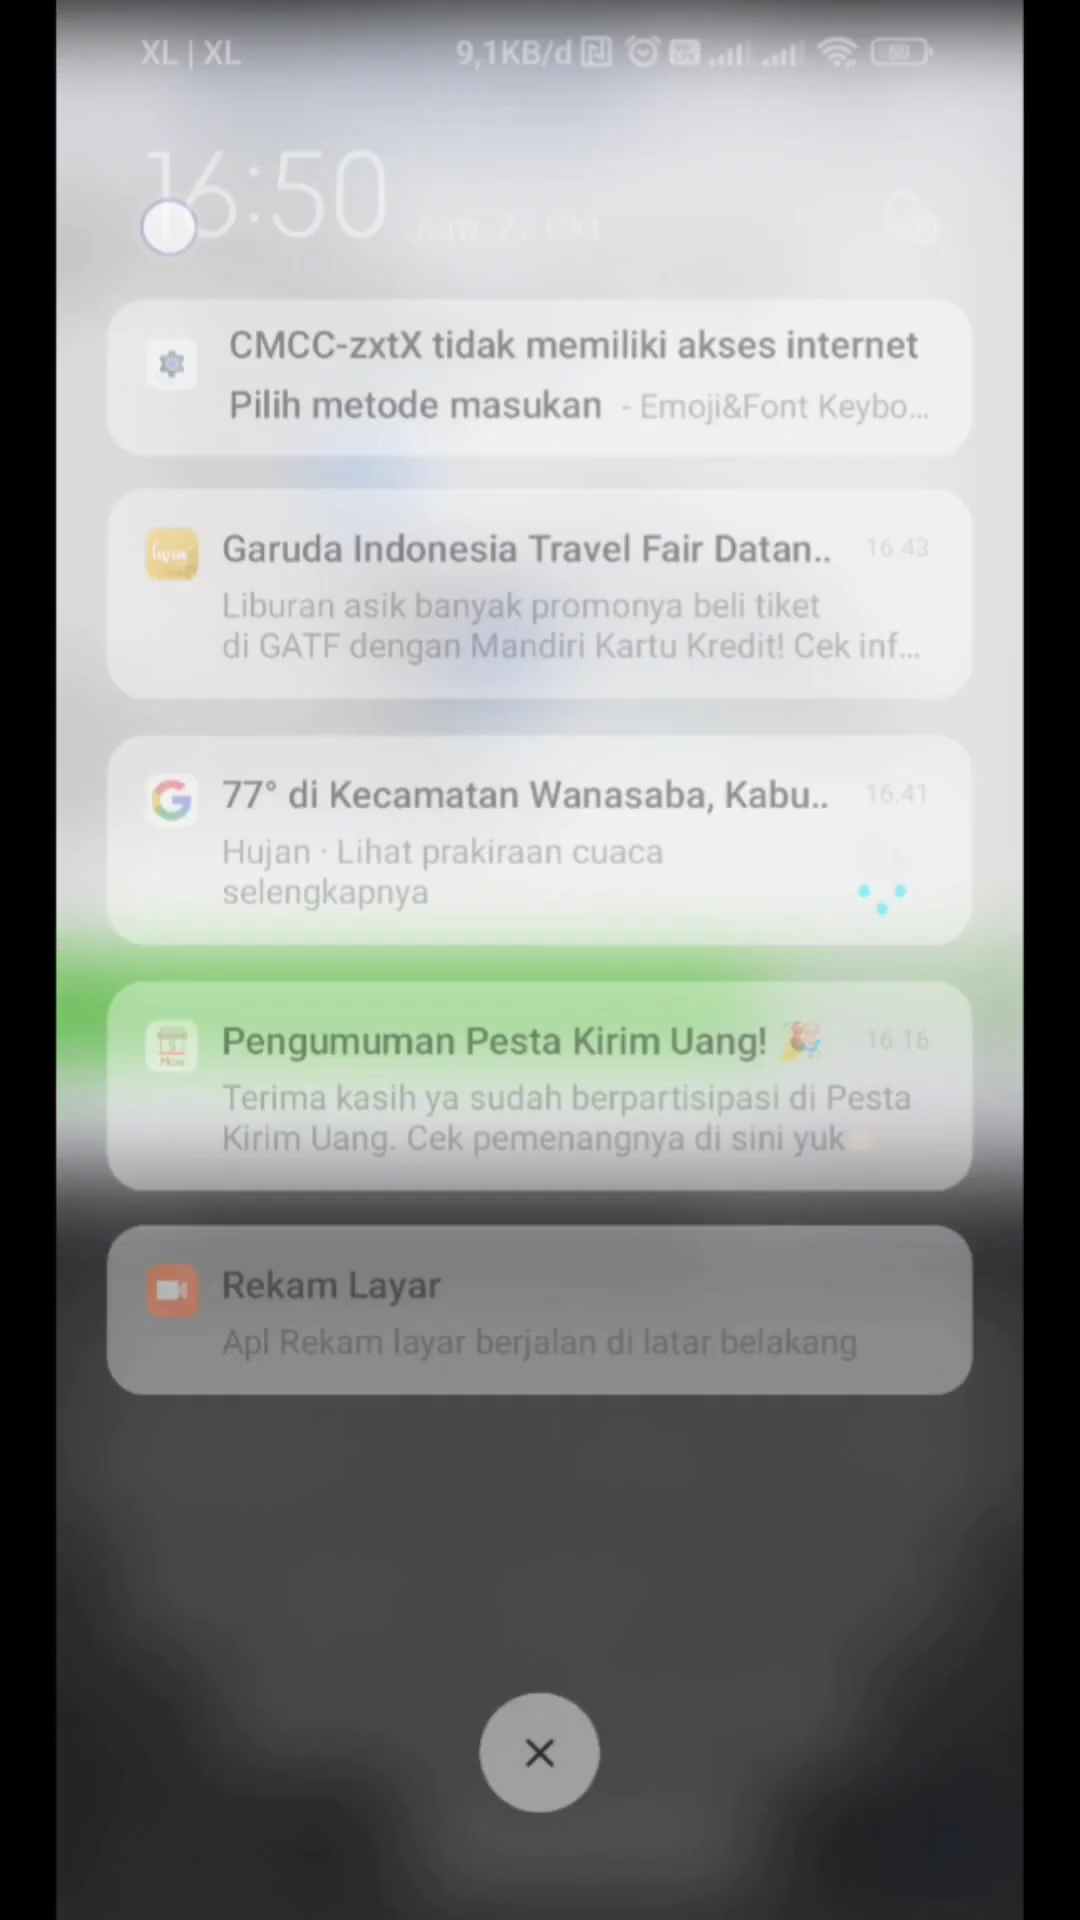 XL | XL 9,1KB/d 59
16:50 Jum. 27 Okt
CMCC-zxtX tidak memiliki akses internet
Pilih metode masukan - Emoji&Font Keybo...
Garuda Indonesia Travel Fair Datan.. 16.43
Liburan asik banyak promonya beli tiket
di GATF dengan Mandiri Kartu Kredit! Cek inf...
77° di Kecamatan Wanasaba, Kabu.. 16.41
Hujan · Lihat prakiraan cuaca
selengkapnya
Pengumuman Pesta Kirim Uang! 🎉 16.16
Terima kasih ya sudah berpartisipasi di Pesta
Kirim Uang. Cek pemenangnya di sini yuk
Rekam Layar
Apl Rekam layar berjalan di latar belakang